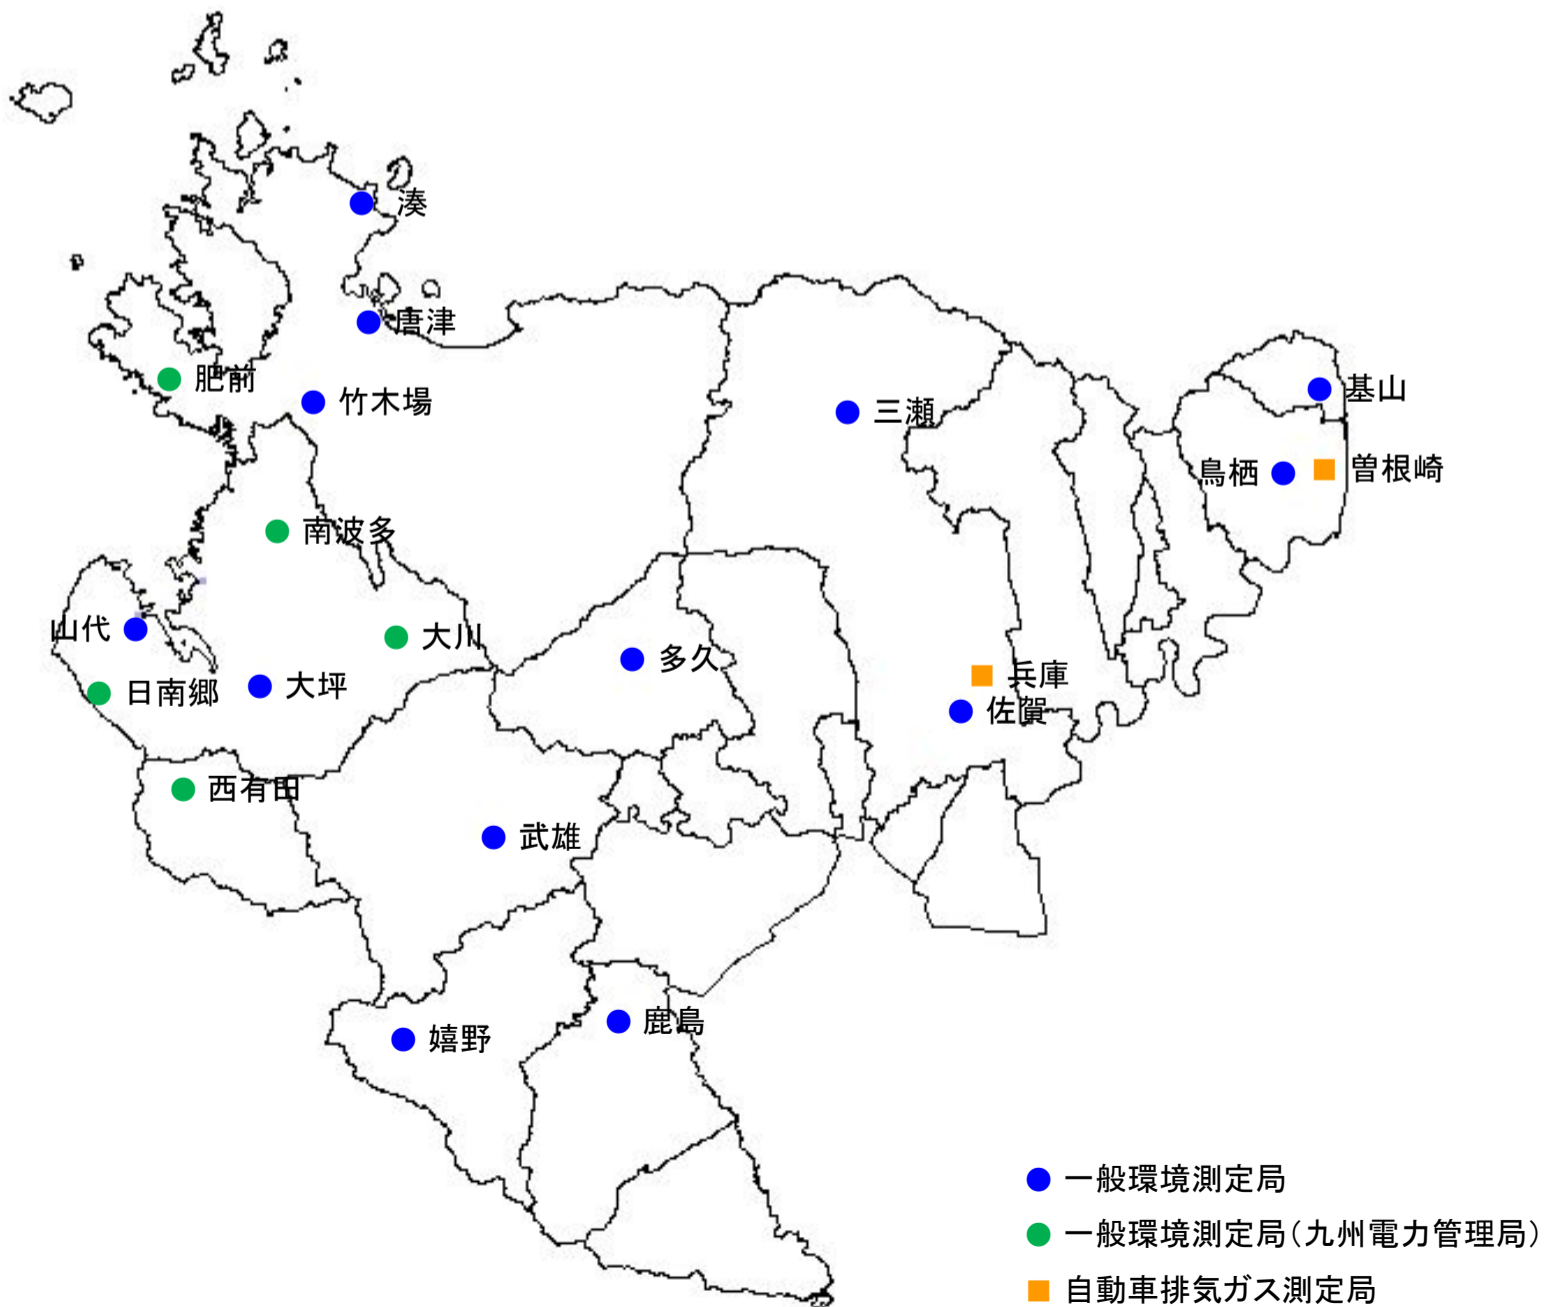 湊
唐津
肥前
竹木場
三瀬
基山
鳥栖
曽根崎
南波多
山代
大川
多久
日南郷
大坪
兵庫
佐賀
西有田
武雄
嬉野
鹿島
一般環境測定局
一般環境測定局（九州電力管理局）
自動車排気ガス測定局